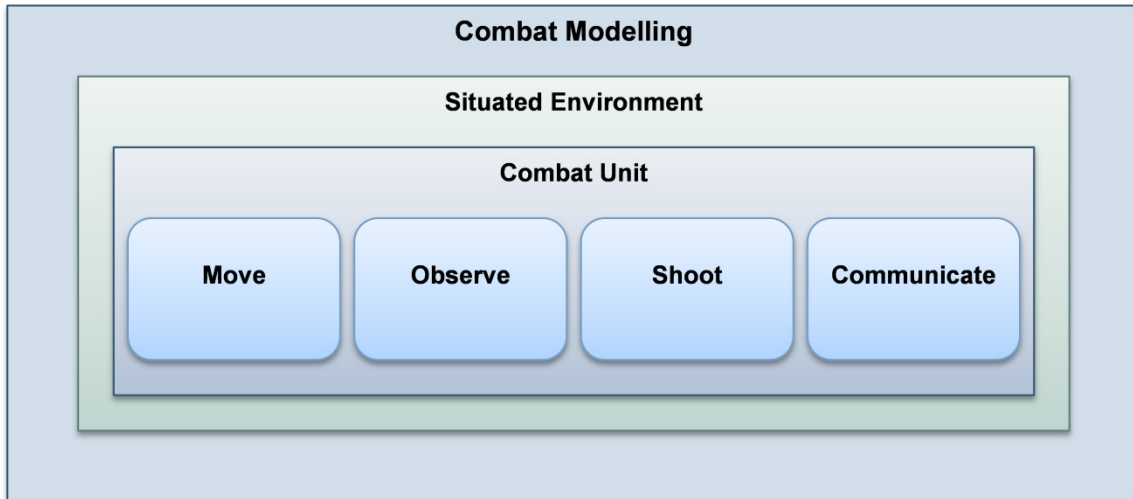 Combat Modelling
Situated Environment
Combat Unit
Move
Observe
Shoot
Communicate